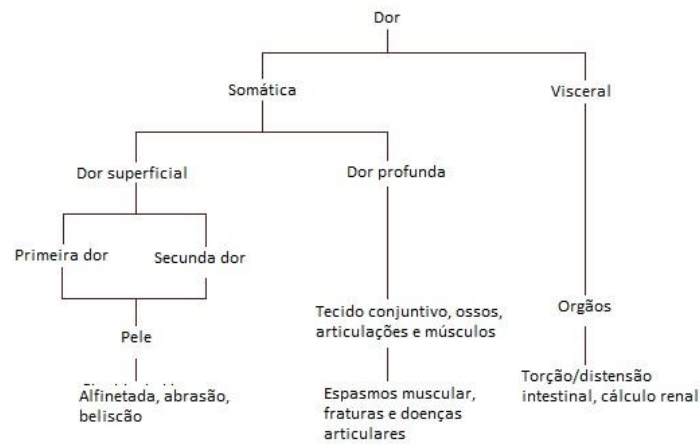 Dor
Somática
Visceral
Dor superficial
Dor profunda
Primeira dor
Secunda dor
Tecido conjuntivo, ossos,
articulações e músculos
Orgãos
Pele
Alfinetada, abrasão,
beliscão
Espasmos muscular,
fraturas e doenças
articulares
Torção/distensão
intestinal, cálculo renal